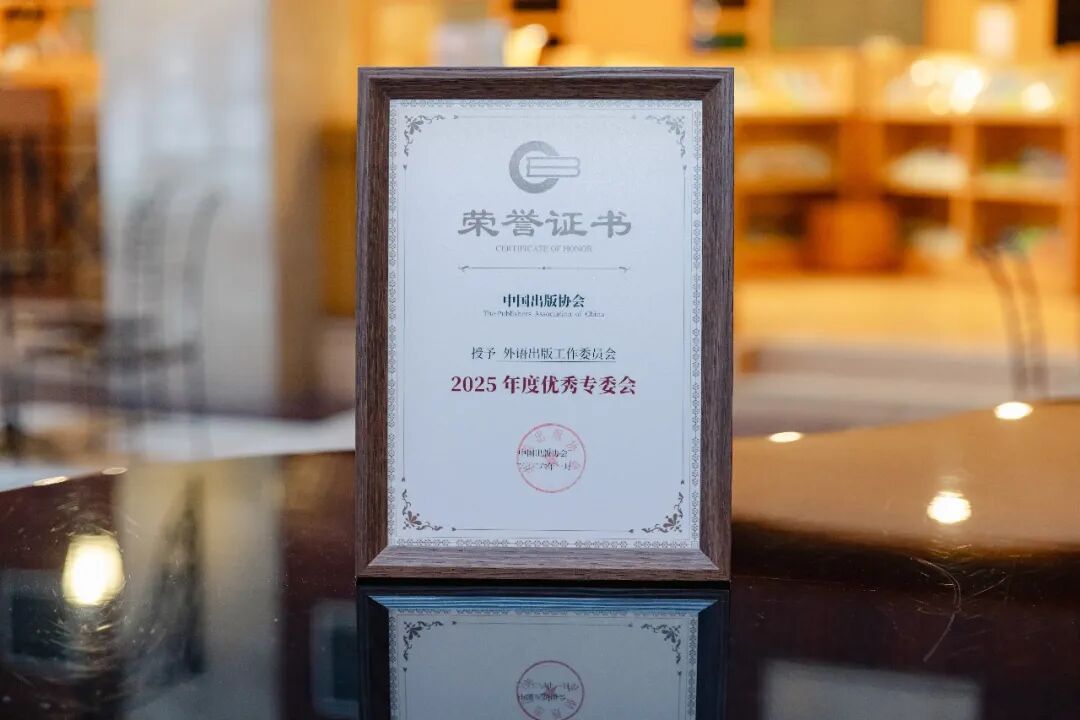 荣誉证书
CERTIFICATE OF HONOR
中国出版协会
The Publishers Association of China
授予 外语出版工作委员会
2025 年度优秀专委会
中国出版协会